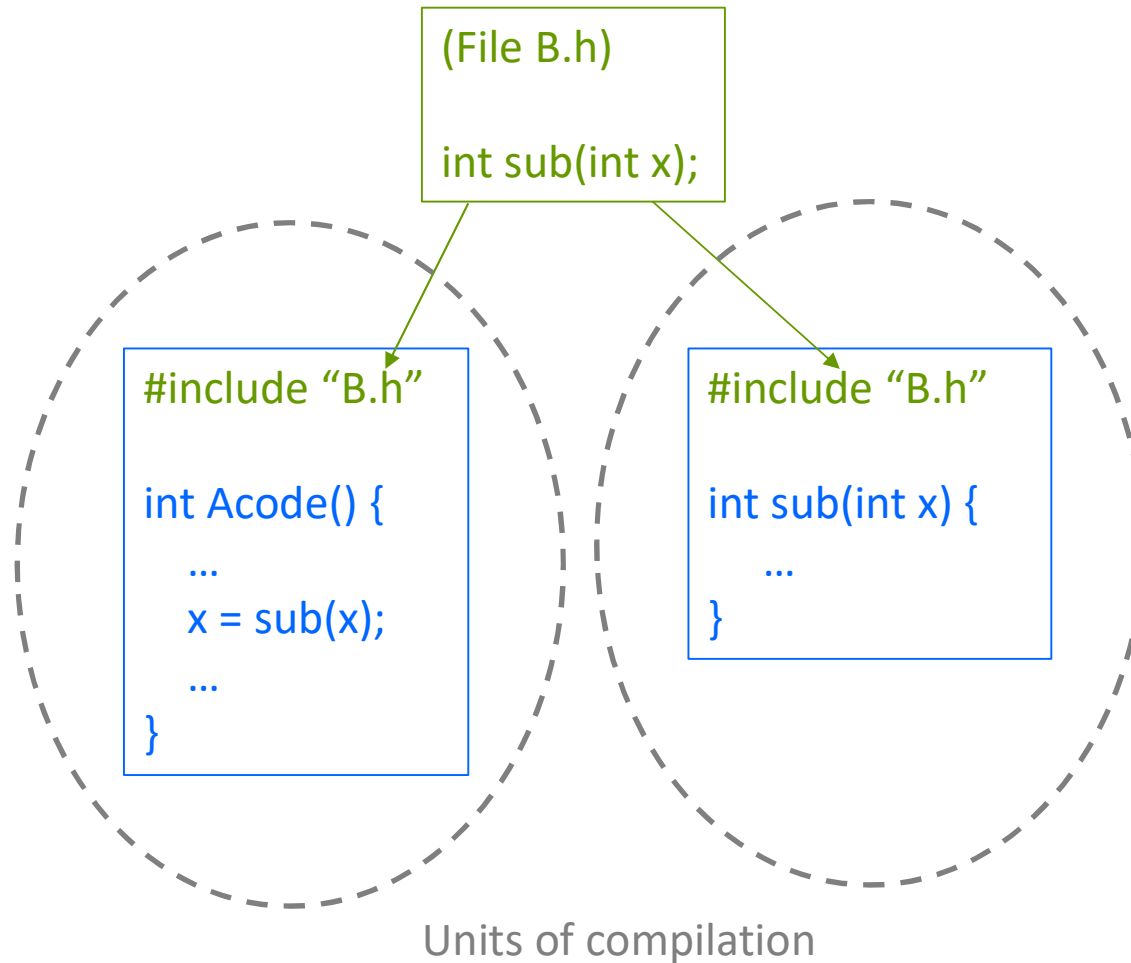 (File B.h)
int sub(int x);
#include “B.h”
int Acode() {
...
x = sub(x);
...
}
#include “B.h”
int sub(int x) {
...
}
Units of compilation